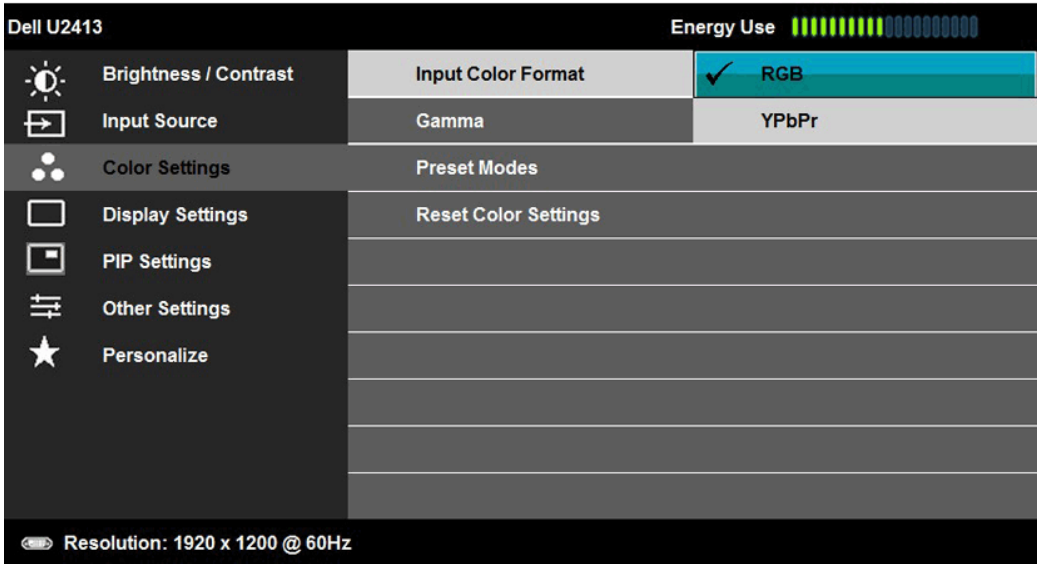 Dell U2413
Energy Use
Brightness / Contrast
Input Color Format
RGB
Input Source
Gamma
YPbPr
Color Settings
Preset Modes
Display Settings
Reset Color Settings
PIP Settings
Other Settings
Personalize
Resolution: 1920 x 1200 @ 60Hz